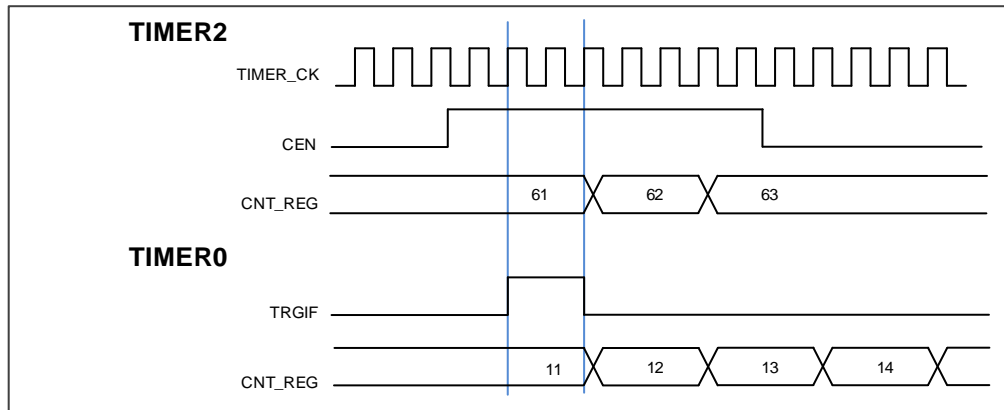 TIMER2
TIMER_CK
CEN
CNT_REG
61 62 63
TIMER0
TRGIF
CNT_REG
11 12 13 14